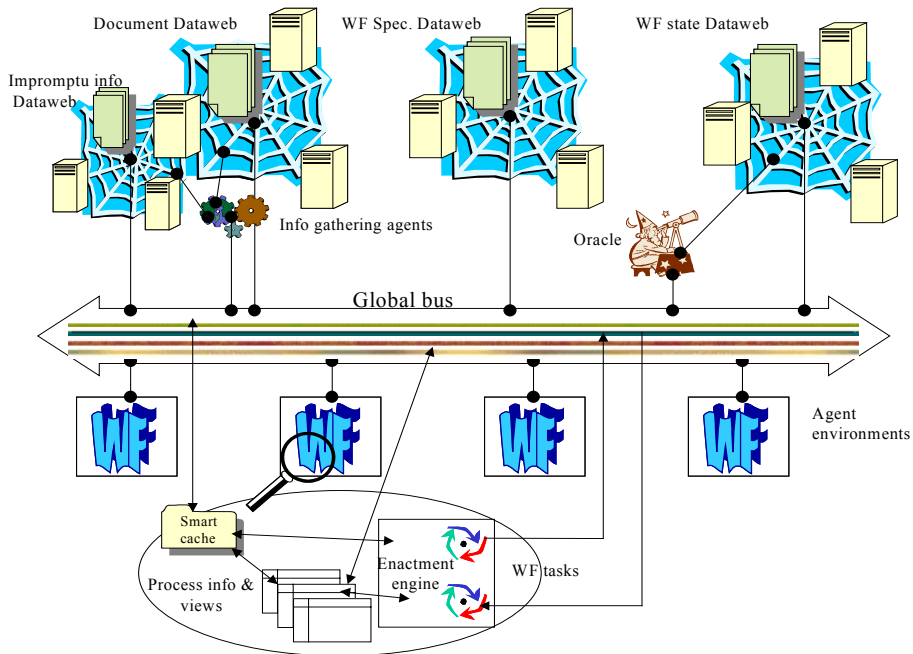 Document Dataweb
WF Spec. Dataweb
WF state Dataweb
Impromptu info
Dataweb
Info gathering agents
Oracle
Global bus
WF
WF
WF
WF
Agent
environments
Smart
cache
Enactment
engine
WF tasks
Process info &
views